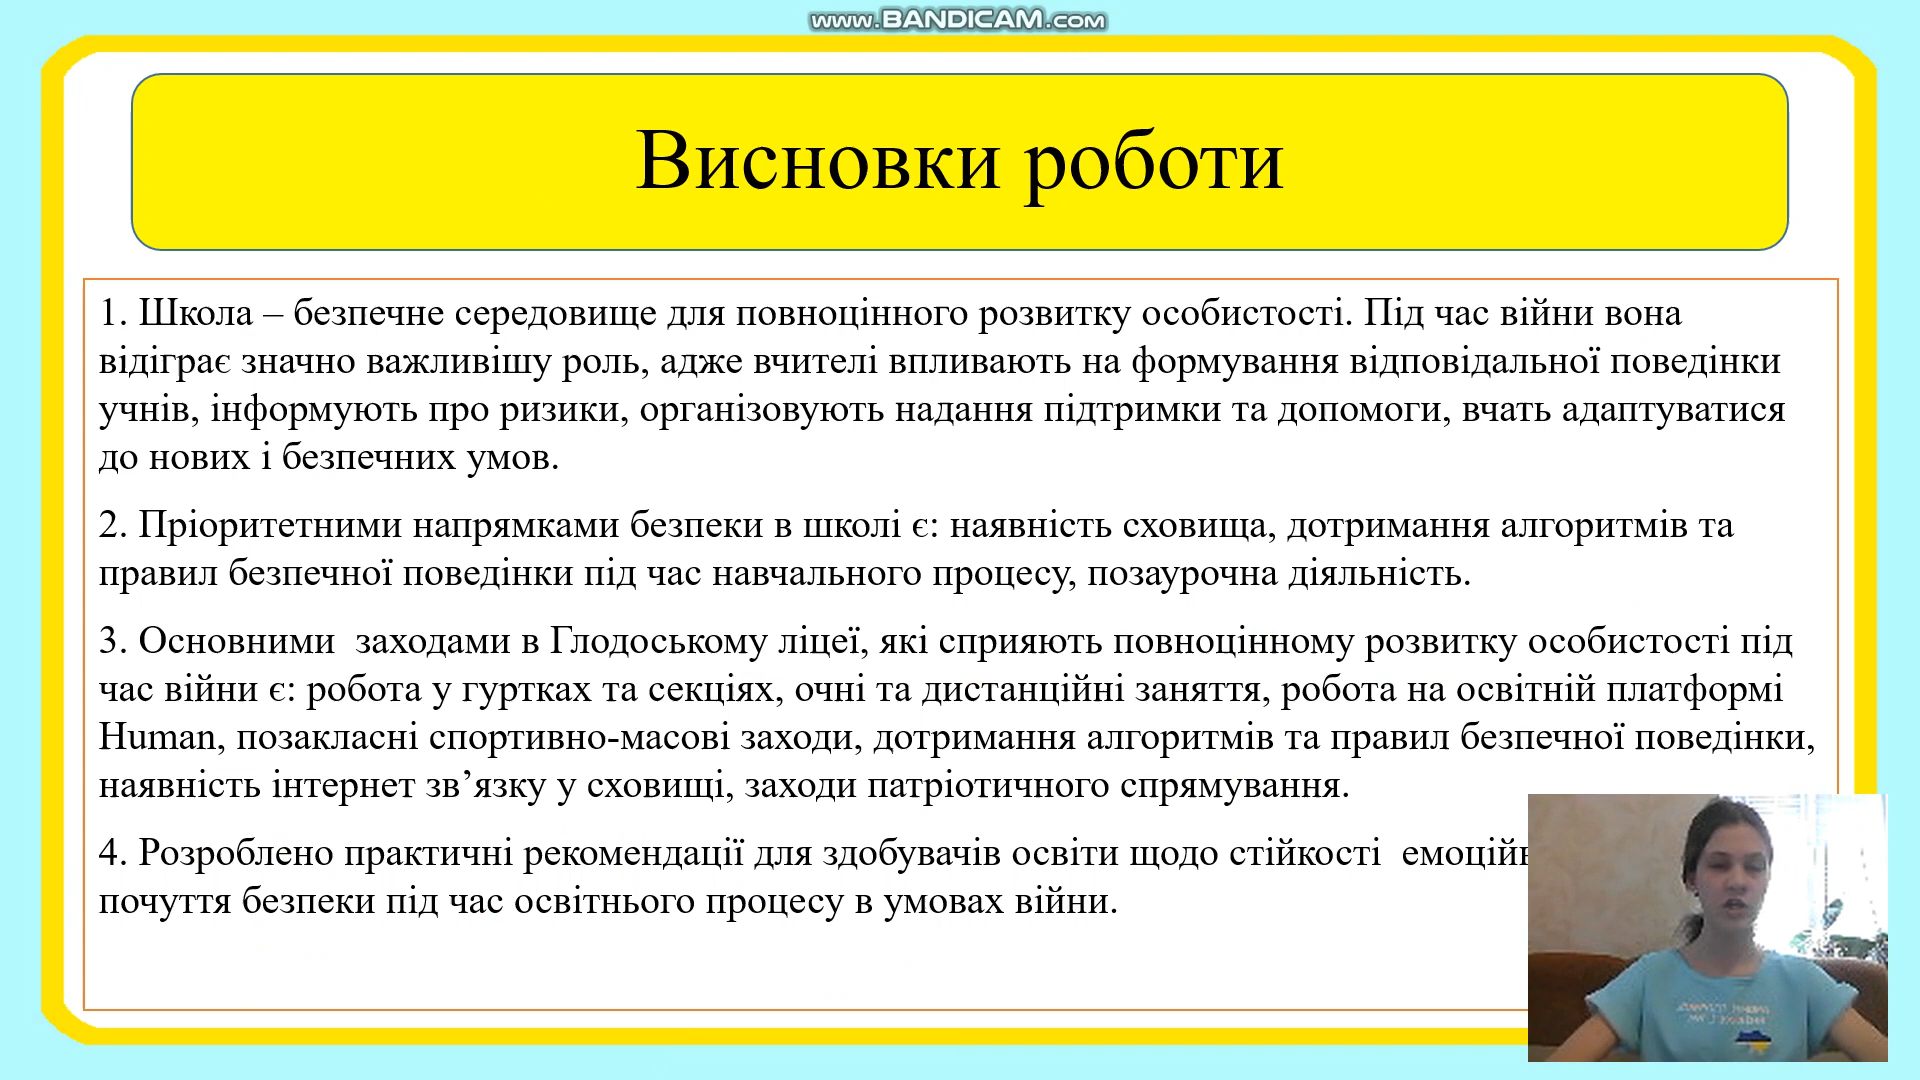 www.BANDICAM.com
Висновки роботи
1. Школа – безпечне середовище для повноцінного розвитку особистості. Під час війни вона
відіграє значно важливішу роль, адже вчителі впливають на формування відповідальної поведінки
учнів, інформують про ризики, організовують надання підтримки та допомоги, вчать адаптуватися
до нових і безпечних умов.
2. Пріоритетними напрямками безпеки в школі є: наявність сховища, дотримання алгоритмів та
правил безпечної поведінки під час навчального процесу, позаурочна діяльність.
3. Основними  заходами в Глодоському ліцеї, які сприяють повноцінному розвитку особистості під
час війни є: робота у гуртках та секціях, очні та дистанційні заняття, робота на освітній платформі
Human, позакласні спортивно-масові заходи, дотримання алгоритмів та правил безпечної поведінки,
наявність інтернет зв’язку у сховищі, заходи патріотичного спрямування.
4. Розроблено практичні рекомендації для здобувачів освіти щодо стійкості
почуття безпеки під час освітнього процесу в умовах війни.